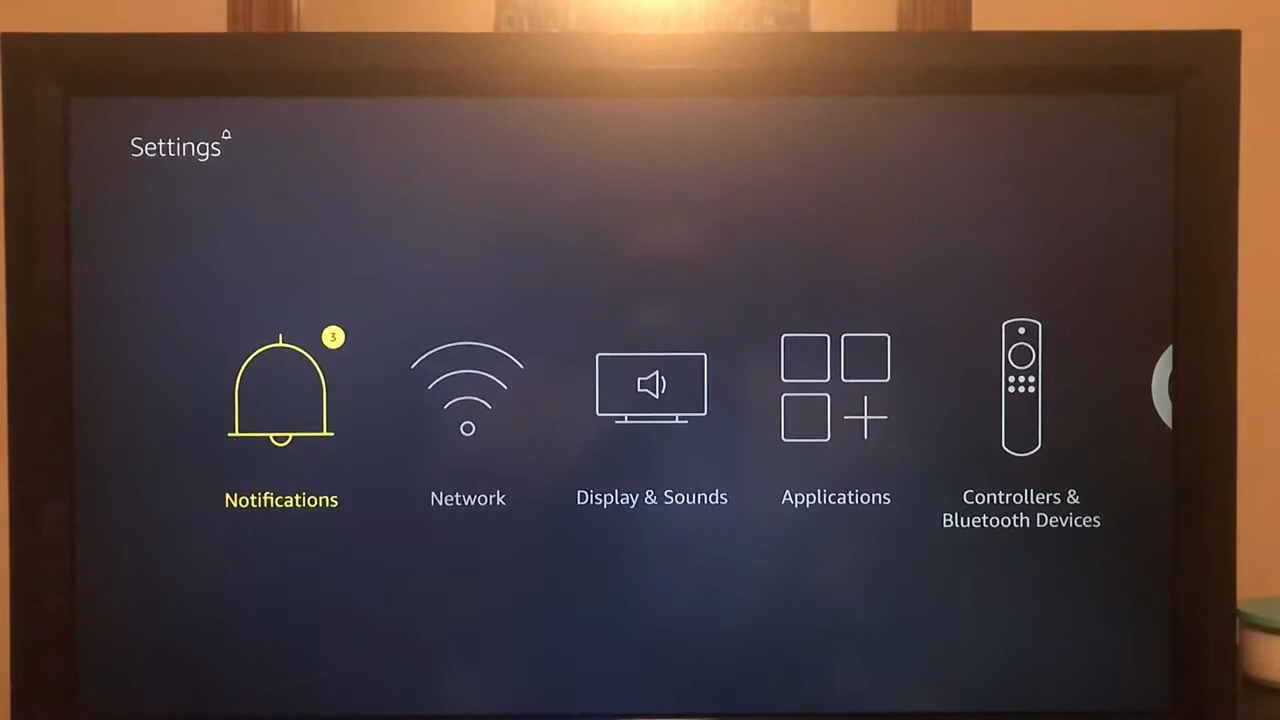 Settings
3
Notifications
Network
Display & Sounds
Applications
Controllers &
Bluetooth Devices